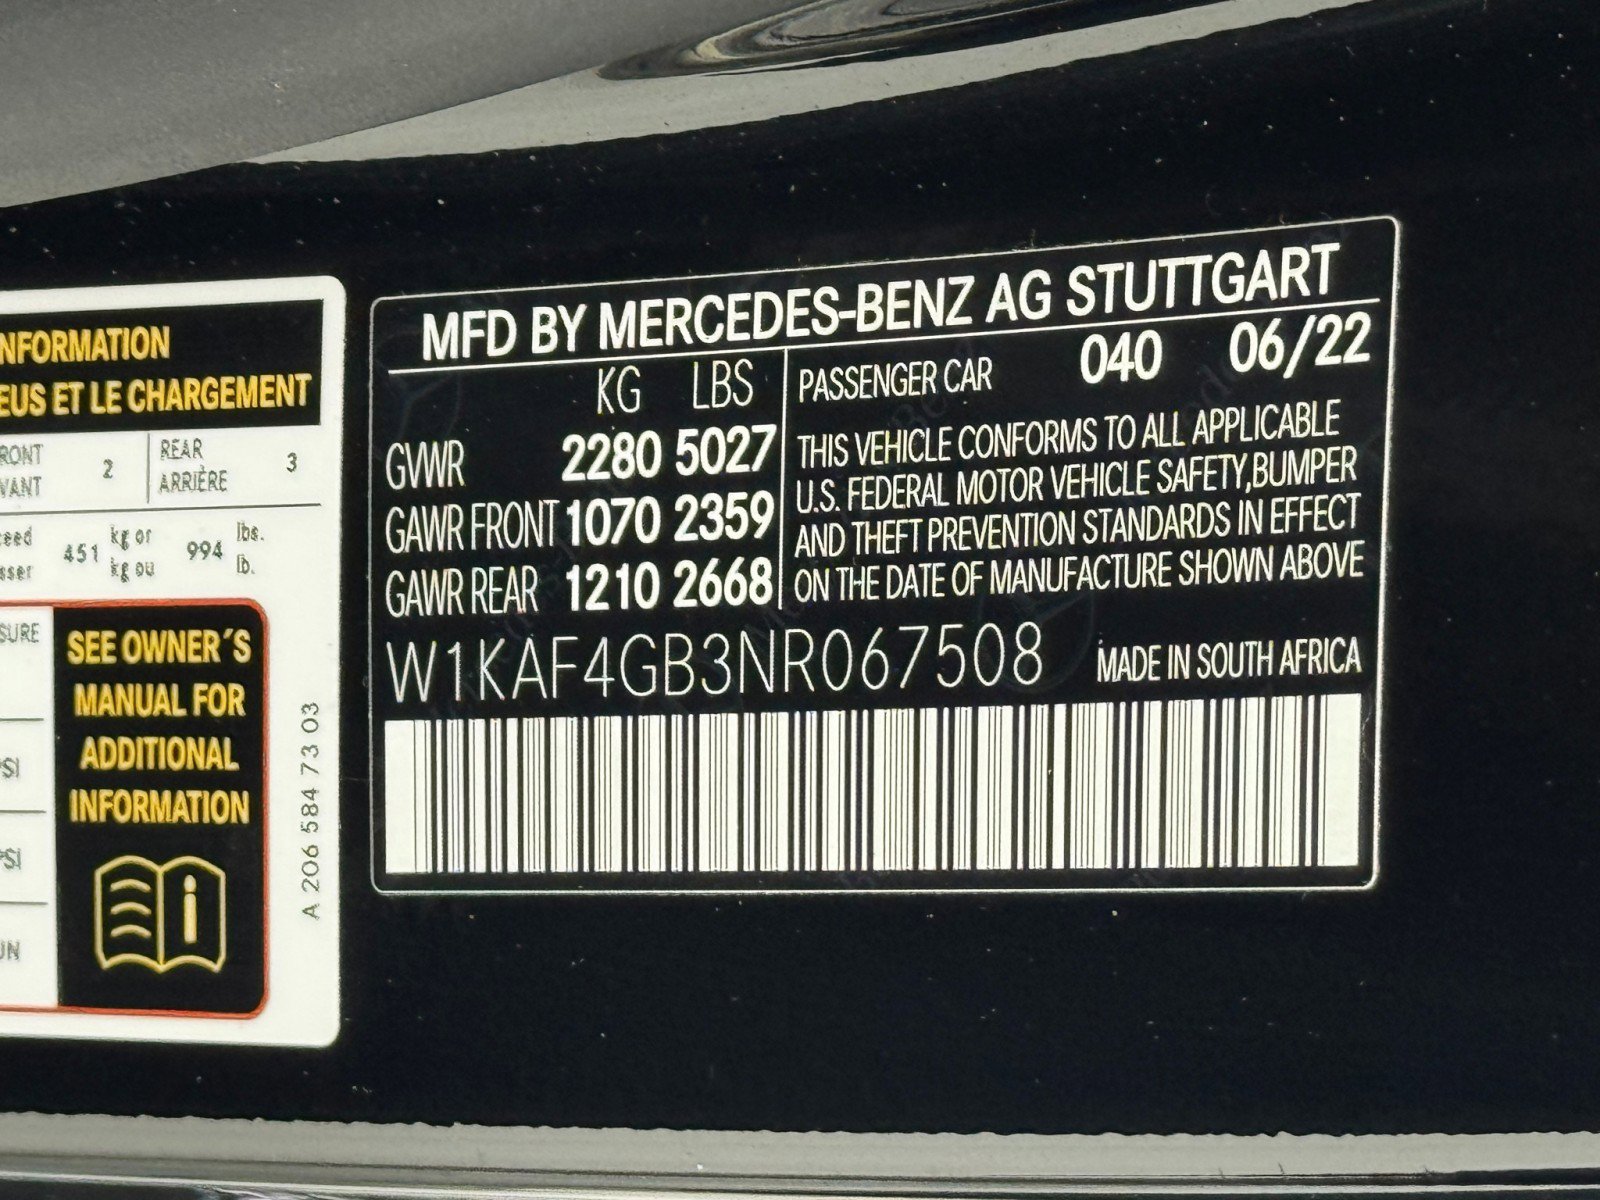 NFORMATION
EUS ET LE CHARGEMENT
RONT
VANT
2
REAR
ARRIÈRE
3
eed
sser
451
kg or
kg ou
994
lbs.
lb.
SURE
PSI
PSI
UN
SEE OWNER´S
MANUAL FOR
ADDITIONAL
INFORMATION
i
A 206 584 73 03
MFD BY MERCEDES-BENZ AG STUTTGART
KG LBS
GVWR 2280 5027
GAWR FRONT 1070 2359
GAWR REAR 1210 2668
PASSENGER CAR 040 06/22
THIS VEHICLE CONFORMS TO ALL APPLICABLE
U.S. FEDERAL MOTOR VEHICLE SAFETY,BUMPER
AND THEFT PREVENTION STANDARDS IN EFFECT
ON THE DATE OF MANUFACTURE SHOWN ABOVE
W1KAF4GB3NR067508
MADE IN SOUTH AFRICA